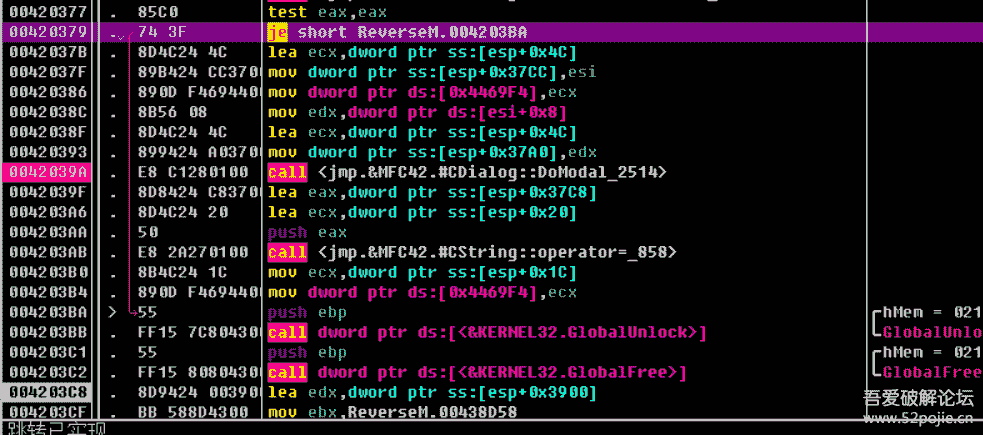 00420377 . 85C0 test eax,eax
00420379 . 74 3F je short ReverseM.004203BA
0042037B . 8D4C24 4C lea ecx,dword ptr ss:[esp+0x4C]
0042037F . 89B424 CC370 mov dword ptr ss:[esp+0x37CC],esi
00420386 . 890D F469440 mov dword ptr ds:[0x4469F4],ecx
0042038C . 8B56 08 mov edx,dword ptr ds:[esi+0x8]
0042038F . 8D4C24 4C lea ecx,dword ptr ss:[esp+0x4C]
00420393 . 899424 A0370 mov dword ptr ss:[esp+0x37A0],edx
0042039A . E8 C1280100 call <jmp.&MFC42.#CDialog::DoModal_2514>
0042039F . 8D8424 C8370 lea eax,dword ptr ss:[esp+0x37C8]
004203A6 . 8D4C24 20 lea ecx,dword ptr ss:[esp+0x20]
004203AA . 50 push eax
004203AB . E8 2A270100 call <jmp.&MFC42.#CString::operator=_858>
004203B0 . 8B4C24 1C mov ecx,dword ptr ss:[esp+0x1C]
004203B4 . 890D F469440 mov dword ptr ds:[0x4469F4],ecx
004203BA > 55 push ebp hMem = 021
004203BB . FF15 7C80430 call dword ptr ds:[<&KERNEL32.GlobalUnlock>] GlobalUnlo
004203C1 . 55 push ebp hMem = 021
004203C2 . FF15 8080430 call dword ptr ds:[<&KERNEL32.GlobalFree>] GlobalFree
004203C8 . 8D9424 00390 lea edx,dword ptr ss:[esp+0x3900]
004203CF . BB 588D4300 mov ebx,ReverseM.00438D58
跳转已实现
吾爱破解论坛
www.52pojie.cn